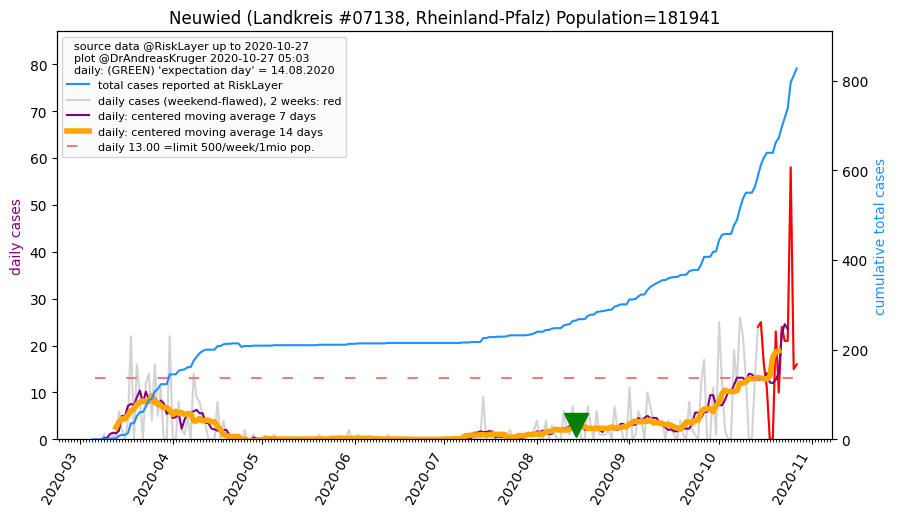 Neuwied (Landkreis #07138, Rheinland-Pfalz) Population=181941
source data @RiskLayer up to 2020-10-27
plot @DrAndreasKruger 2020-10-27 05:03
daily: (GREEN) 'expectation day' = 14.08.2020
total cases reported at RiskLayer
daily cases (weekend-flawed), 2 weeks: red
daily: centered moving average 7 days
daily: centered moving average 14 days
daily 13.00 =limit 500/week/1mio pop.
daily cases
80
70
60
50
40
30
20
10
0
cumulative total cases
800
600
400
200
0
2020-03
2020-04
2020-05
2020-06
2020-07
2020-08
2020-09
2020-10
2020-11